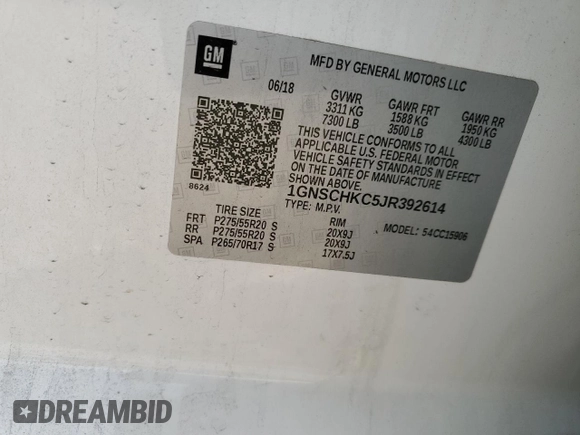 GM
MFD BY GENERAL MOTORS LLC
06/18
GVWR
3311 KG
7300 LB
GAWR FRT
1588 KG
3500 LB
GAWR RR
1950 KG
4300 LB
THIS VEHICLE CONFORMS TO ALL
APPLICABLE U.S. FEDERAL MOTOR
VEHICLE SAFETY STANDARDS IN EFFECT
ON THE DATE OF MANUFACTURE
SHOWN ABOVE.
8624
1GNSCHKC5JR392614
TYPE: M.P.V.
MODEL: 54CC15906
TIRE SIZE RIM
FRT P275/55R20 S 20X9J
RR P275/55R20 S 20X9J
SPA P265/70R17 S 17X7.5J
DREAMBID